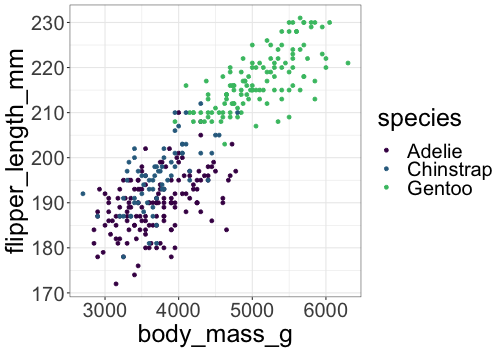 flipper_length_mm
230
220
210
200
190
180
170
3000 4000 5000 6000
body_mass_g
species
Adelie
Chinstrap
Gentoo